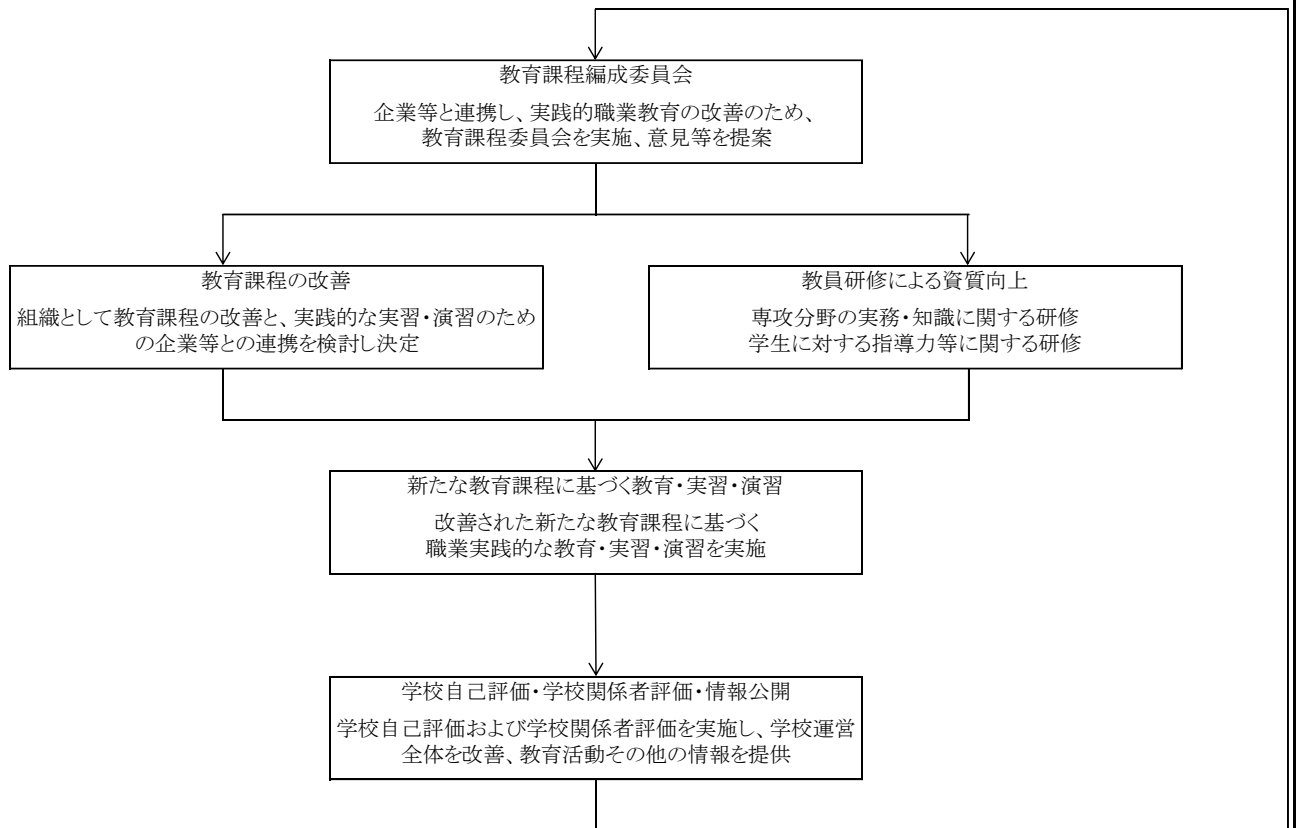 教育課程編成委員会
企業等と連携し、実践的職業教育の改善のため、
教育課程委員会を実施、意見等を提案
教育課程の改善
組織として教育課程の改善と、実践的な実習・演習のため
の企業等との連携を検討し決定
教員研修による資質向上
専攻分野の実務・知識に関する研修
学生に対する指導力等に関する研修
新たな教育課程に基づく教育・実習・演習
改善された新たな教育課程に基づく
職業実践的な教育・実習・演習を実施
学校自己評価・学校関係者評価・情報公開
学校自己評価および学校関係者評価を実施し、学校運営
全体を改善、教育活動その他の情報を提供